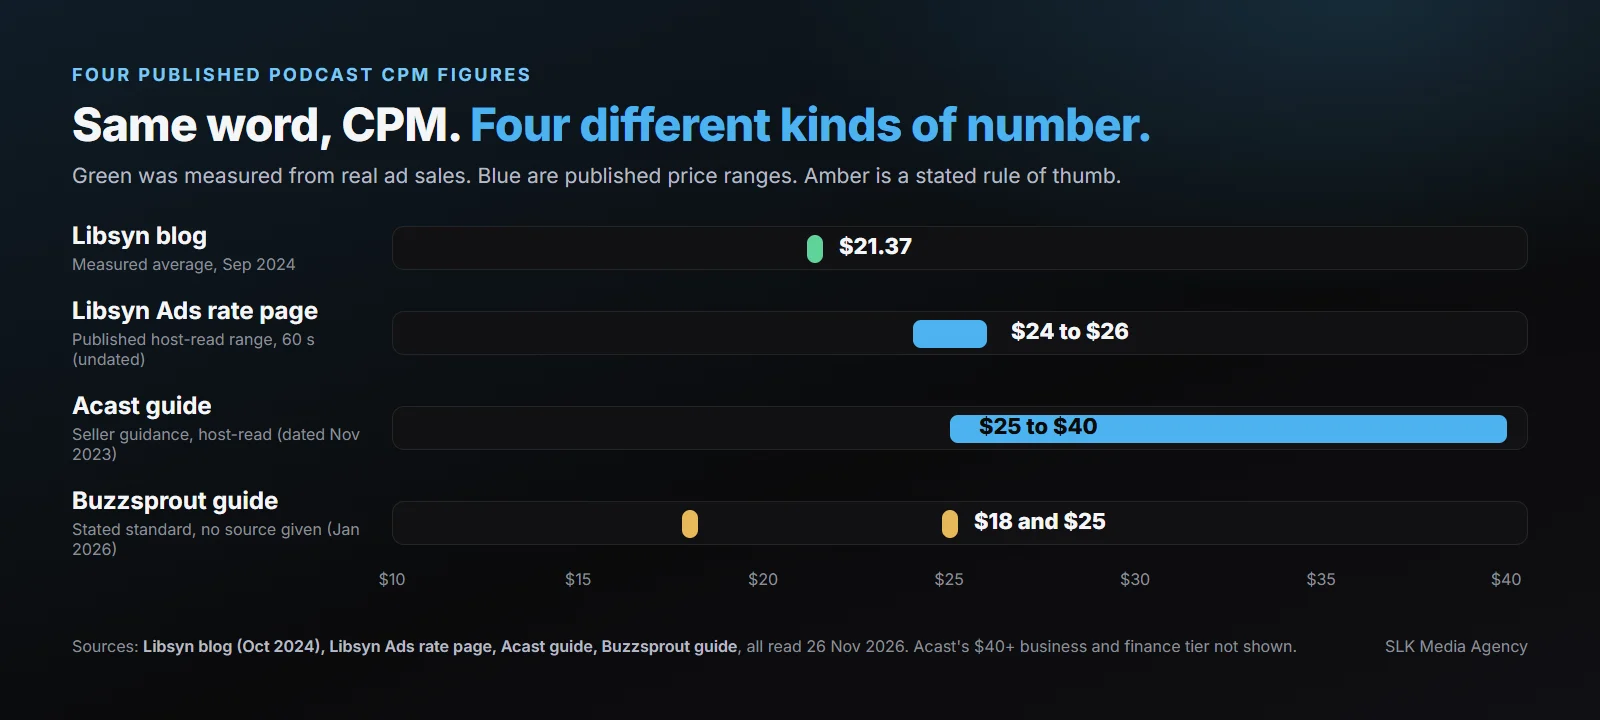 FOUR PUBLISHED PODCAST CPM FIGURES
Same word, CPM. Four different kinds of number.
Green was measured from real ad sales. Blue are published price ranges. Amber is a stated rule of thumb.
Libsyn blog
Measured average, Sep 2024
$21.37
Libsyn Ads rate page
Published host-read range, 60 s
(undated)
$24 to $26
Acast guide
Seller guidance, host-read (dated Nov
2023)
$25 to $40
Buzzsprout guide
Stated standard, no source given (Jan
2026)
$18 and $25
$10 $15 $20 $25 $30 $35 $40
Sources: Libsyn blog (Oct 2024), Libsyn Ads rate page, Acast guide, Buzzsprout guide, all read 26 Nov 2026. Acast's $40+ business and finance tier not shown.
SLK Media Agency